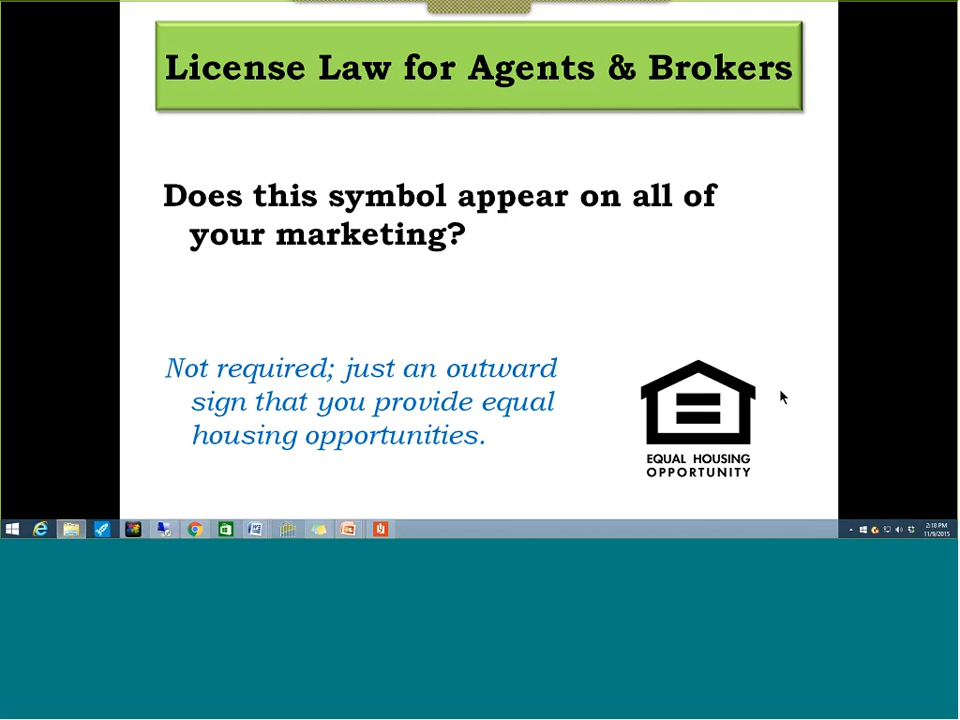 License Law for Agents & Brokers
Does this symbol appear on all of
your marketing?
Not required; just an outward
sign that you provide equal
housing opportunities.
EQUAL HOUSING
OPPORTUNITY
2:18 PM
11/9/2015